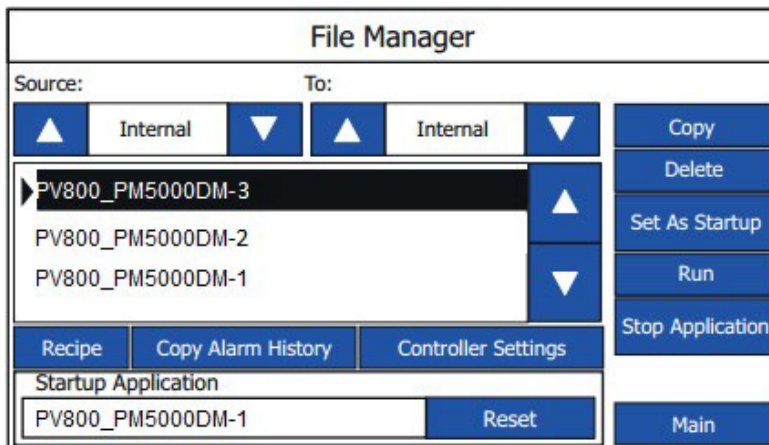 File Manager
Source: To:
Internal Internal
Copy
Delete
PV800_PM5000DM-3
Set As Startup
PV800_PM5000DM-2
Run
PV800_PM5000DM-1
Stop Application
Recipe Copy Alarm History Controller Settings
Startup Application
PV800_PM5000DM-1 Reset Main